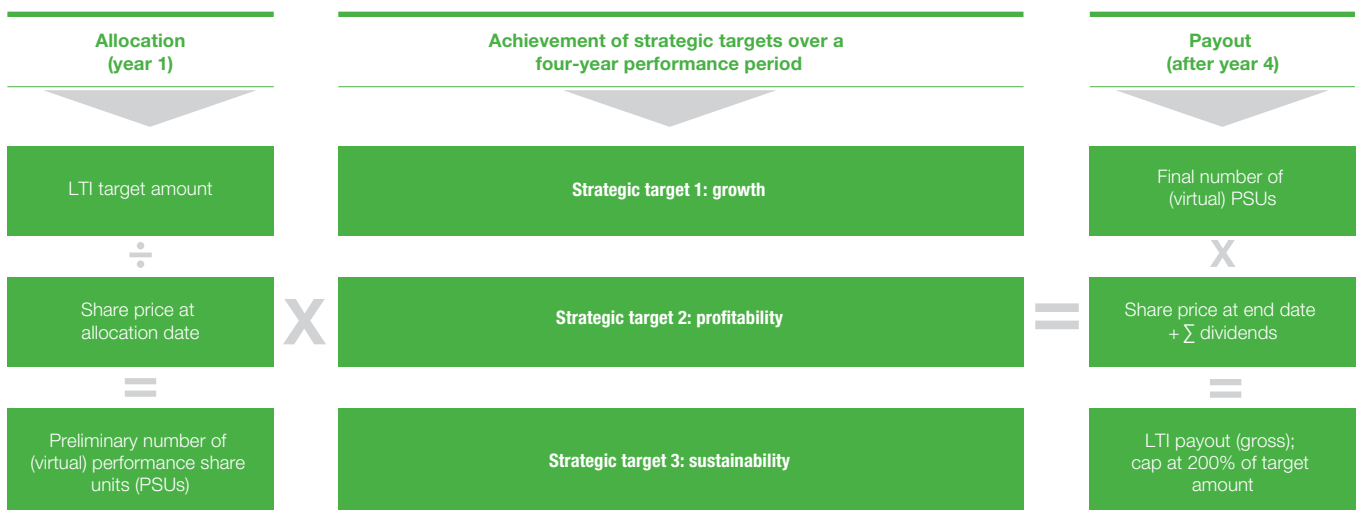 Allocation
(year 1)
Achievement of strategic targets over a
four-year performance period
Payout
(after year 4)
LTI target amount
÷
Share price at
allocation date
=
Preliminary number of
(virtual) performance share
units (PSUs)
X
Strategic target 1: growth
Strategic target 2: profitability
Strategic target 3: sustainability
=
Final number of
(virtual) PSUs
X
Share price at end date
+ ∑ dividends
=
LTI payout (gross);
cap at 200% of target
amount